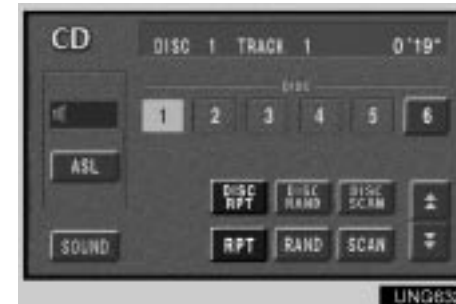 CD
DISC 1 TRACK 1 0'19"
DISC
1 2 3 4 5 6
ASL
DISC RPT DISC RAND DISC SCAN
SOUND RPT RAND SCAN